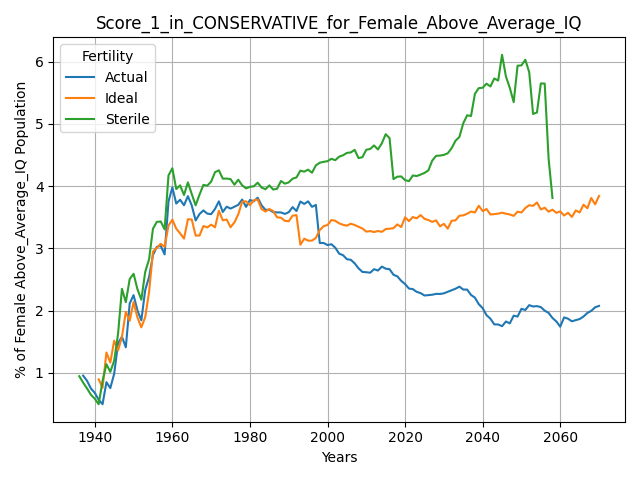 Score_1_in_CONSERVATIVE_for_Female_Above_Average_IQ
Fertility
Actual
Ideal
Sterile
% of Female Above_Average_IQ Population
6
5
4
3
2
1
1940
1960
1980
2000
2020
2040
2060
Years